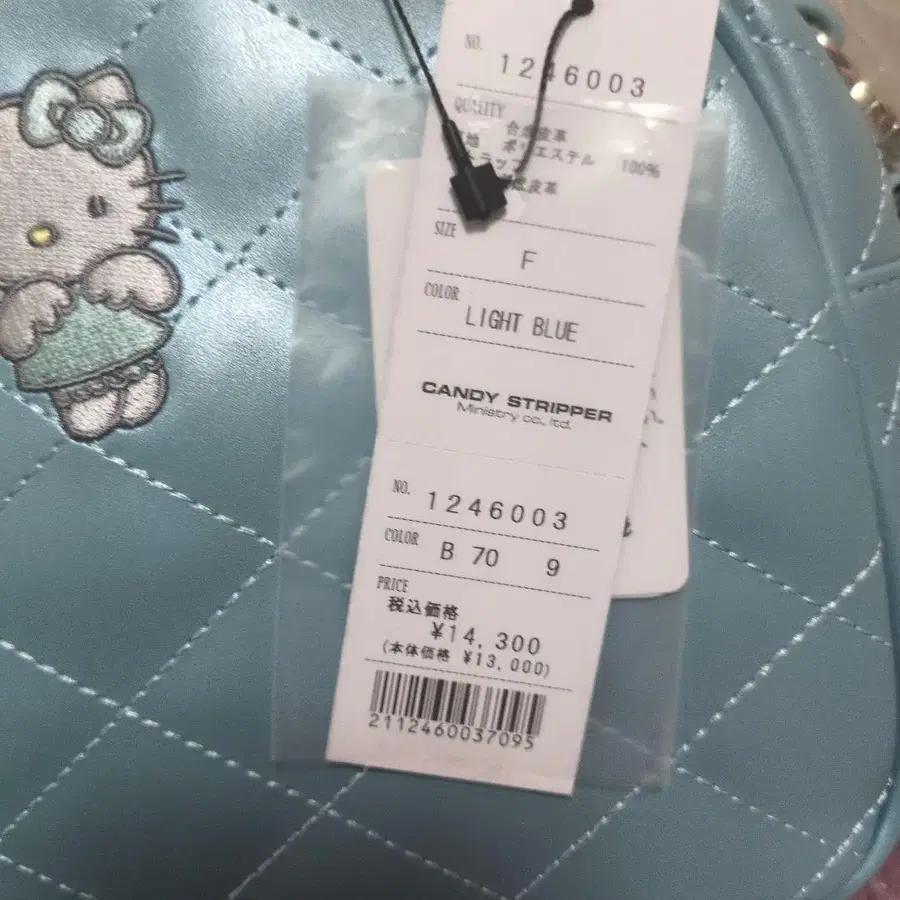 NO.
1246003
QUALITY
合成皮革
ポリエステル 100%
皮革
SIZE
F
COLOR
LIGHT BLUE
CANDY STRIPPER
Ministry co., ltd.
NO.
1246003
COLOR
B 70 9
PRICE
税込価格
¥14,300
(本体価格 ¥13,000)
2112460037095